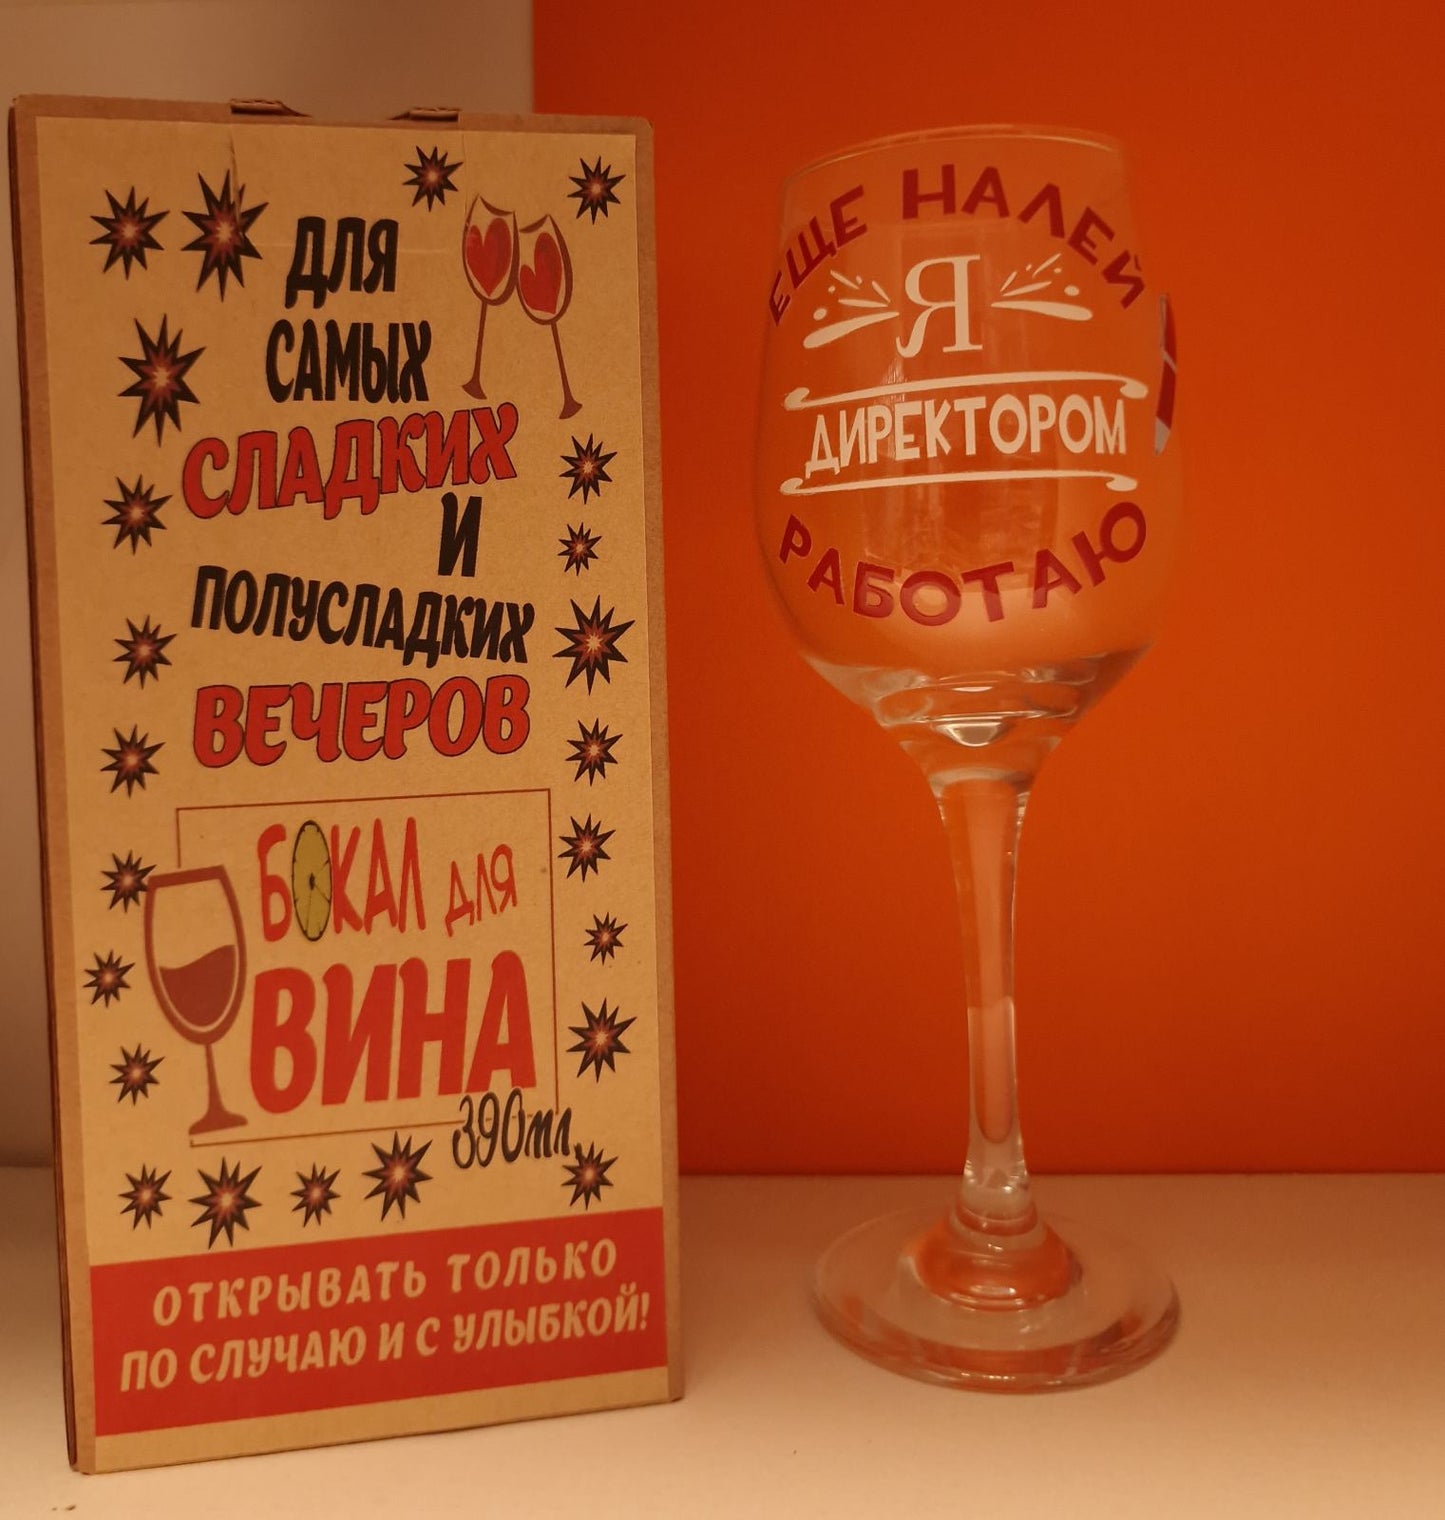 ДЛЯ
САМЫХ
СЛАДКИХ
И
ПОЛУСЛАДКИХ
ВЕЧЕРОВ
БОКАЛ ДЛЯ
ВИНА
390мл.
ОТКРЫВАТЬ ТОЛЬКО
ПО СЛУЧАЮ И С УЛЫБКОЙ!
ЕЩЕ НАЛЕЙ
Я
ДИРЕКТОРОМ
РАБОТАЮ